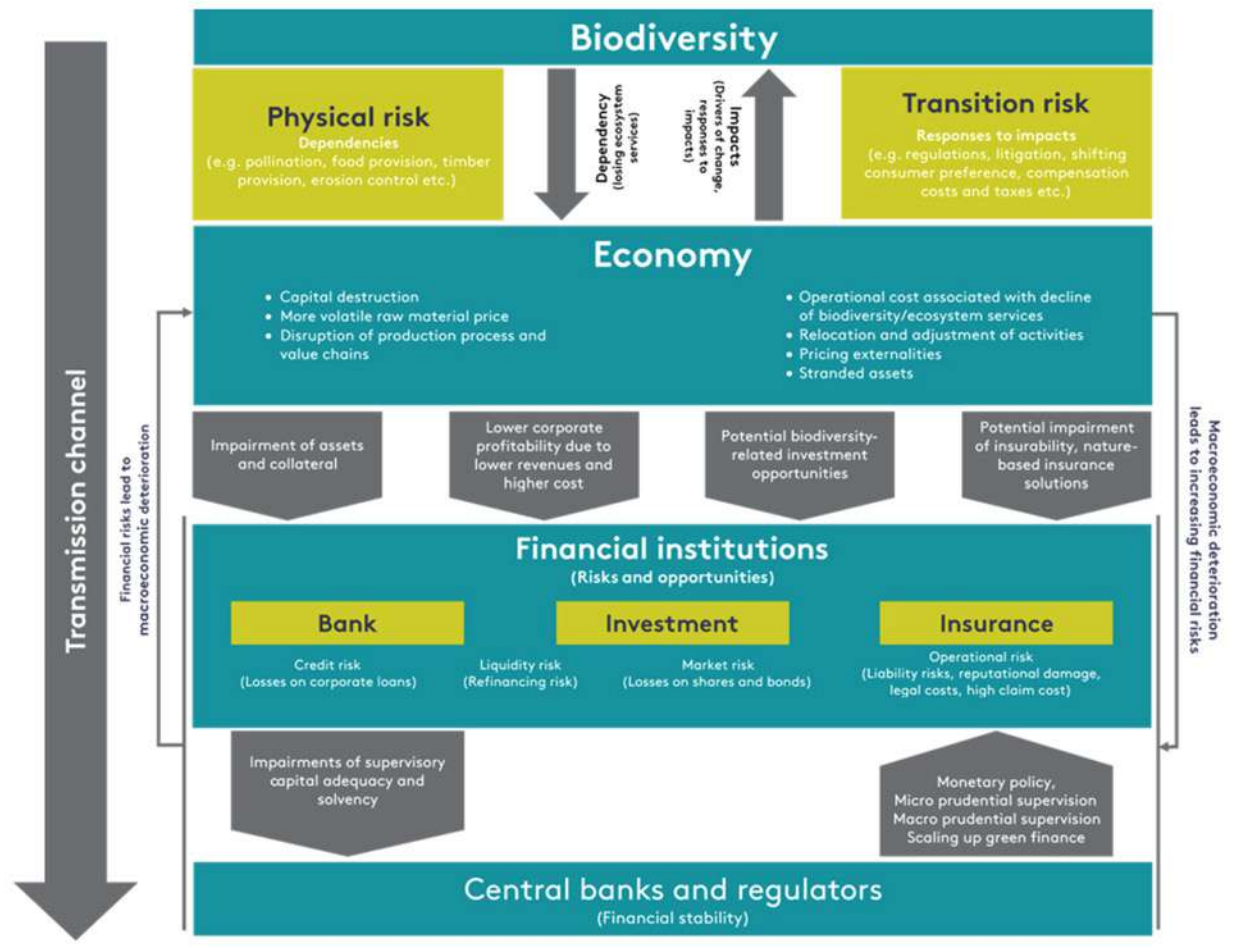 Biodiversity
Physical risk
Dependencies
(e.g. pollination, food provision, timber
provision, erosion control etc.)
Dependency
(losing ecosystem
services)
Impacts
(Drivers of change,
responses to
impacts)
Transition risk
Responses to impacts
(e.g. regulations, litigation, shifting
consumer preference, compensation
costs and taxes etc.)
Economy
• Capital destruction
• More volatile raw material price
• Disruption of production process and
value chains
• Operational cost associated with decline
of biodiversity/ecosystem services
• Relocation and adjustment of activities
• Pricing externalities
• Stranded assets
Transmission channel
Financial risks lead to
macroeconomic deterioration
Macroeconomic deterioration
leads to increasing financial risks
Impairment of assets
and collateral
Lower corporate
profitability due to
lower revenues and
higher cost
Potential biodiversity-
related investment
opportunities
Potential impairment
of insurability, nature-
based insurance
solutions
Financial institutions
(Risks and opportunities)
Bank
Investment
Insurance
Credit risk
(Losses on corporate loans)
Liquidity risk
(Refinancing risk)
Market risk
(Losses on shares and bonds)
Operational risk
(Liability risks, reputational damage,
legal costs, high claim cost)
Impairments of supervisory
capital adequacy and
solvency
Monetary policy,
Micro prudential supervision
Macro prudential supervision
Scaling up green finance
Central banks and regulators
(Financial stability)